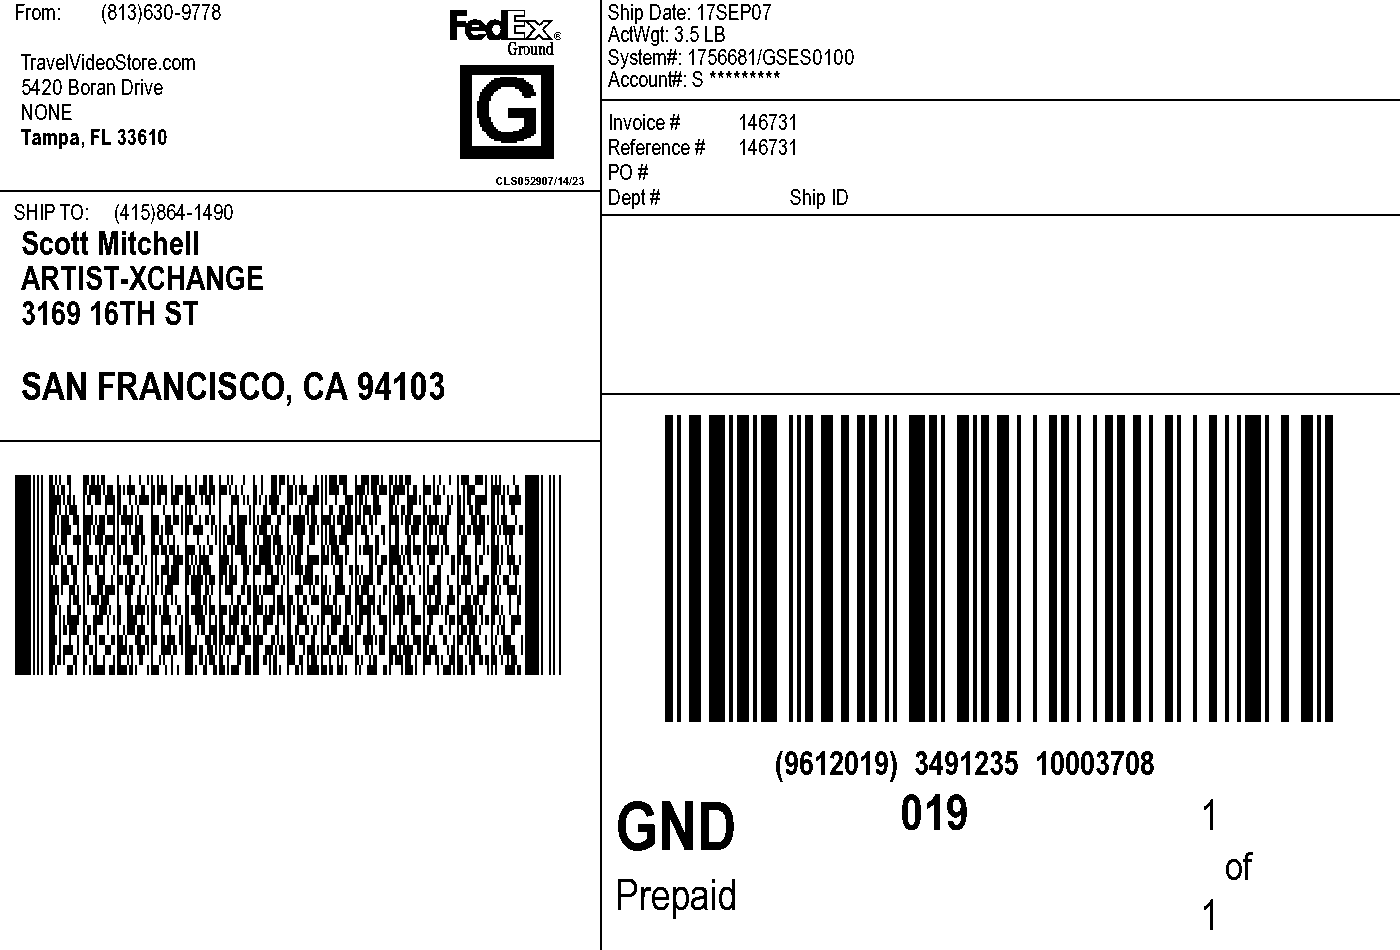 From: (813)630-9778
TravelVideoStore.com
5420 Boran Drive
NONE
Tampa, FL 33610
FedEx®
Ground
G
CLS052907/14/23
SHIP TO: (415)864-1490
Scott Mitchell
ARTIST-XCHANGE
3169 16TH ST
SAN FRANCISCO, CA 94103
Ship Date: 17SEP07
ActWgt: 3.5 LB
System#: 1756681/GSES0100
Account#: S *********
Invoice # 146731
Reference # 146731
PO #
Dept # Ship ID
(9612019) 3491235 10003708
GND 019 1
of
Prepaid 1